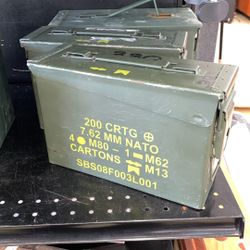 200 CRTG ⊕
7.62 MM NATO
4 ● M80 - 1 ▬ M62
CARTONS M13
SBS08F003L001